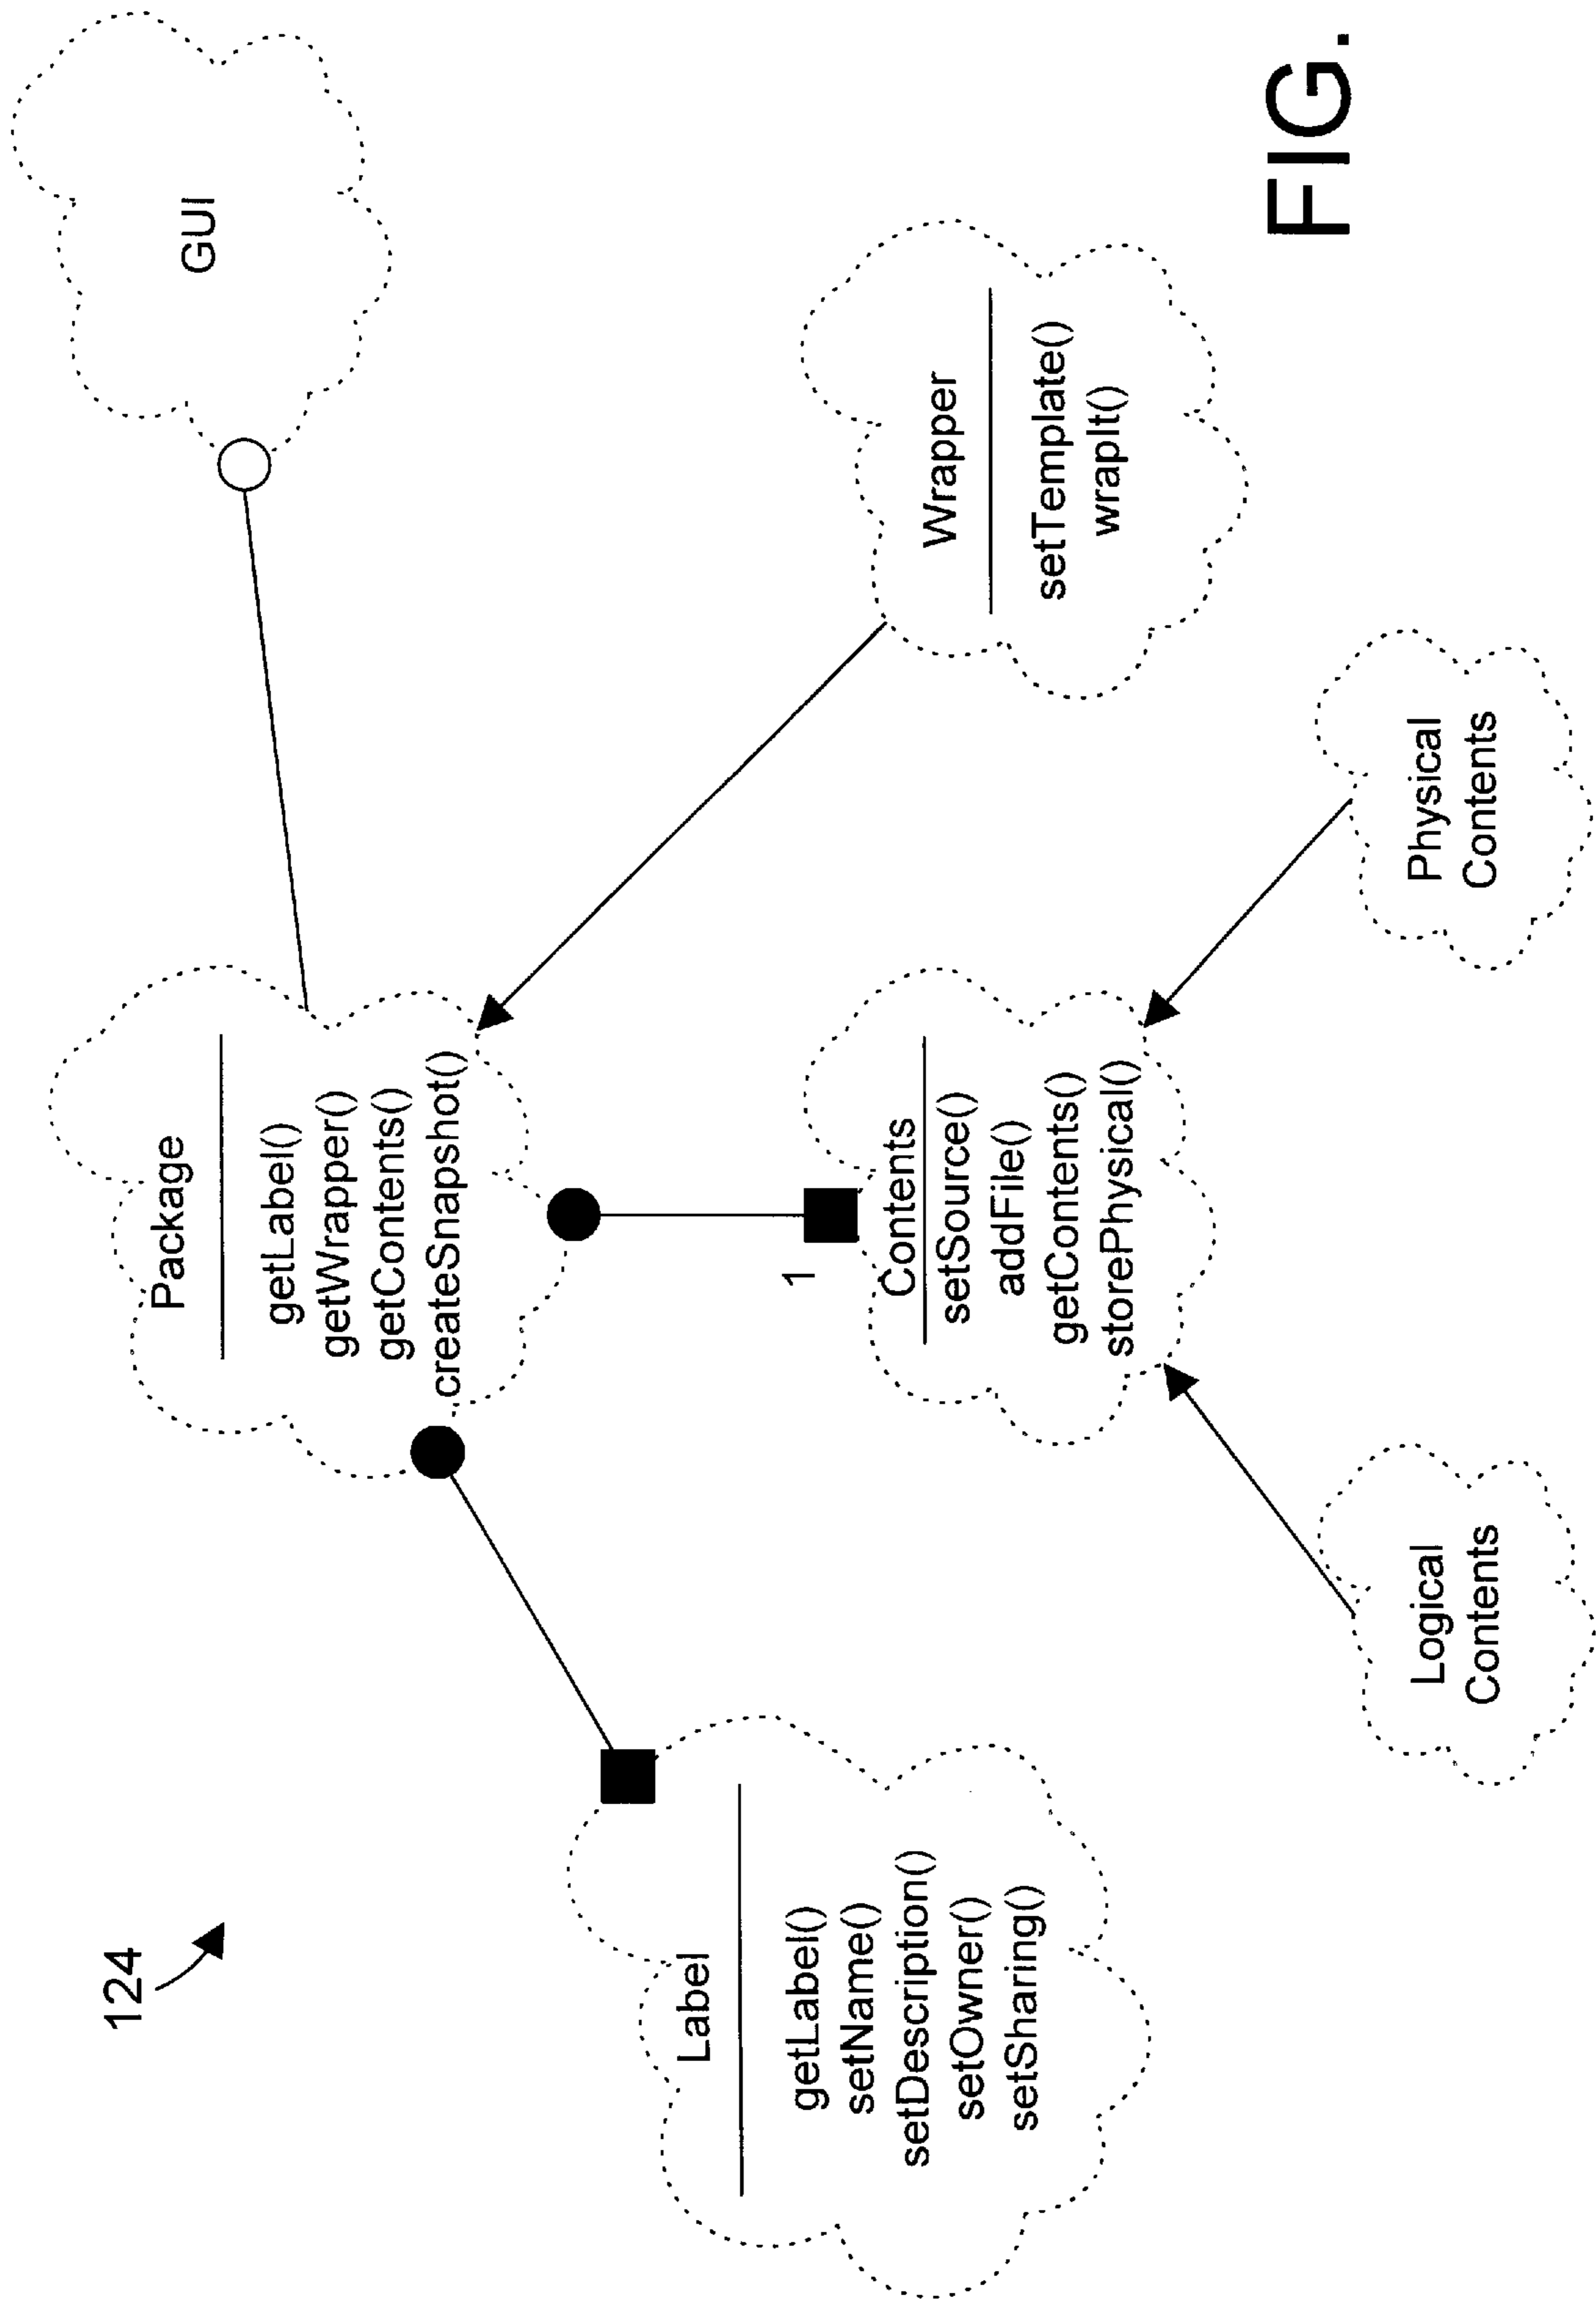 124
Package
getLabel()
getWrapper()
getContents()
createSnapshot()
GUI
Label
getLabel()
setName()
setDescription()
setOwner()
setSharing()
1
Contents
setSource()
addFile()
getContents()
storePhysical()
Wrapper
setTemplate()
wrapIt()
Logical
Contents
Physical
Contents
FIG.